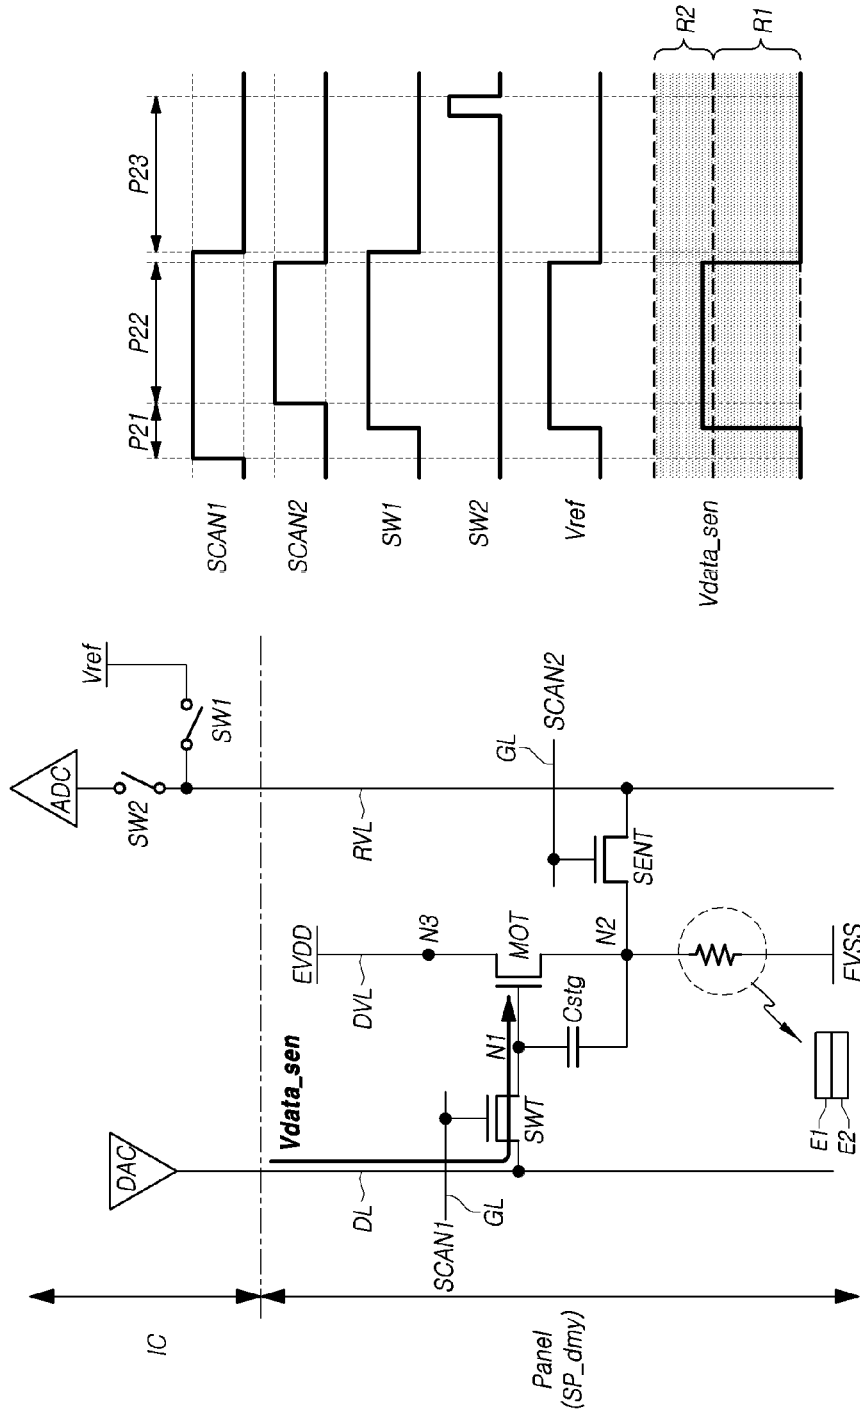 IC
Panel
(SP_dmy)
DAC
ADC
SW2
SW1
Vref
EVDD
DVL
N3
DL
RVL
Vdata_sen
SCAN1
GL
SWT
N1
MOT
Cstg
N2
SENT
GL
SCAN2
E1
E2
EVSS
P21
P22
P23
SCAN1
SCAN2
SW1
SW2
Vref
Vdata_sen
R2
R1